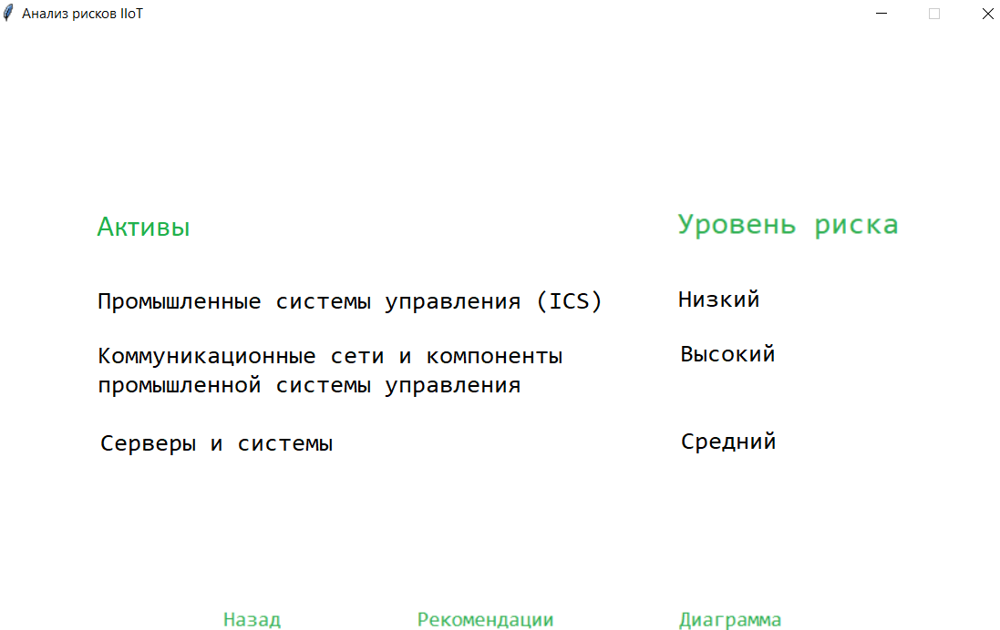 Анализ рисков IIoT
Активы Уровень риска
Промышленные системы управления (ICS) Низкий
Коммуникационные сети и компоненты Высокий
промышленной системы управления
Серверы и системы Средний
Назад Рекомендации Диаграмма